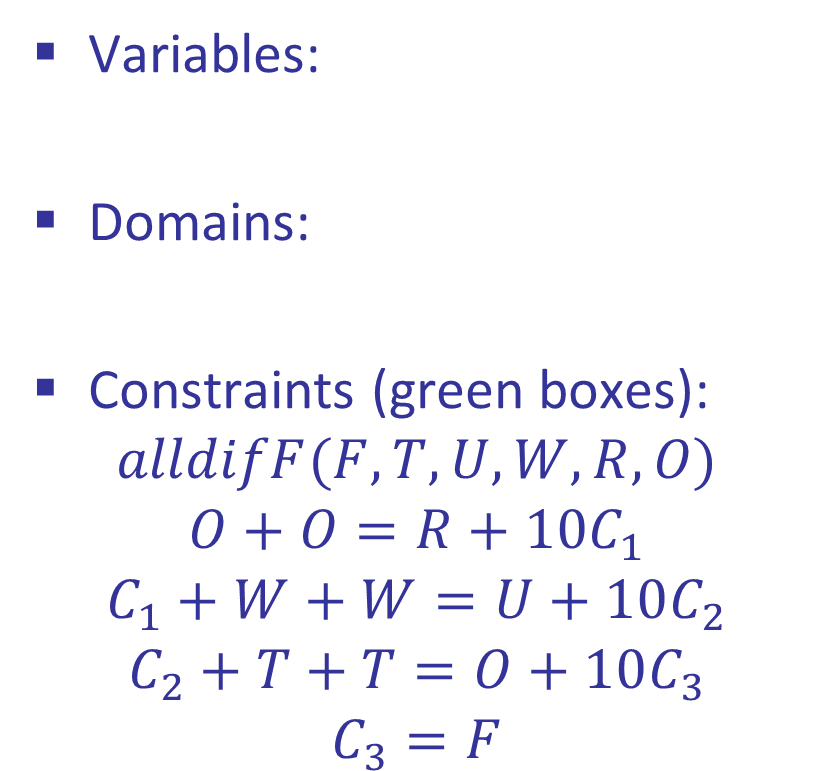 ▪ Variables:
▪ Domains:
▪ Constraints (green boxes):
alldifF(F, T, U, W, R, O)
O + O = R + 10C₁
C₁ + W + W = U + 10C₂
C₂ + T + T = O + 10C₃
C₃ = F